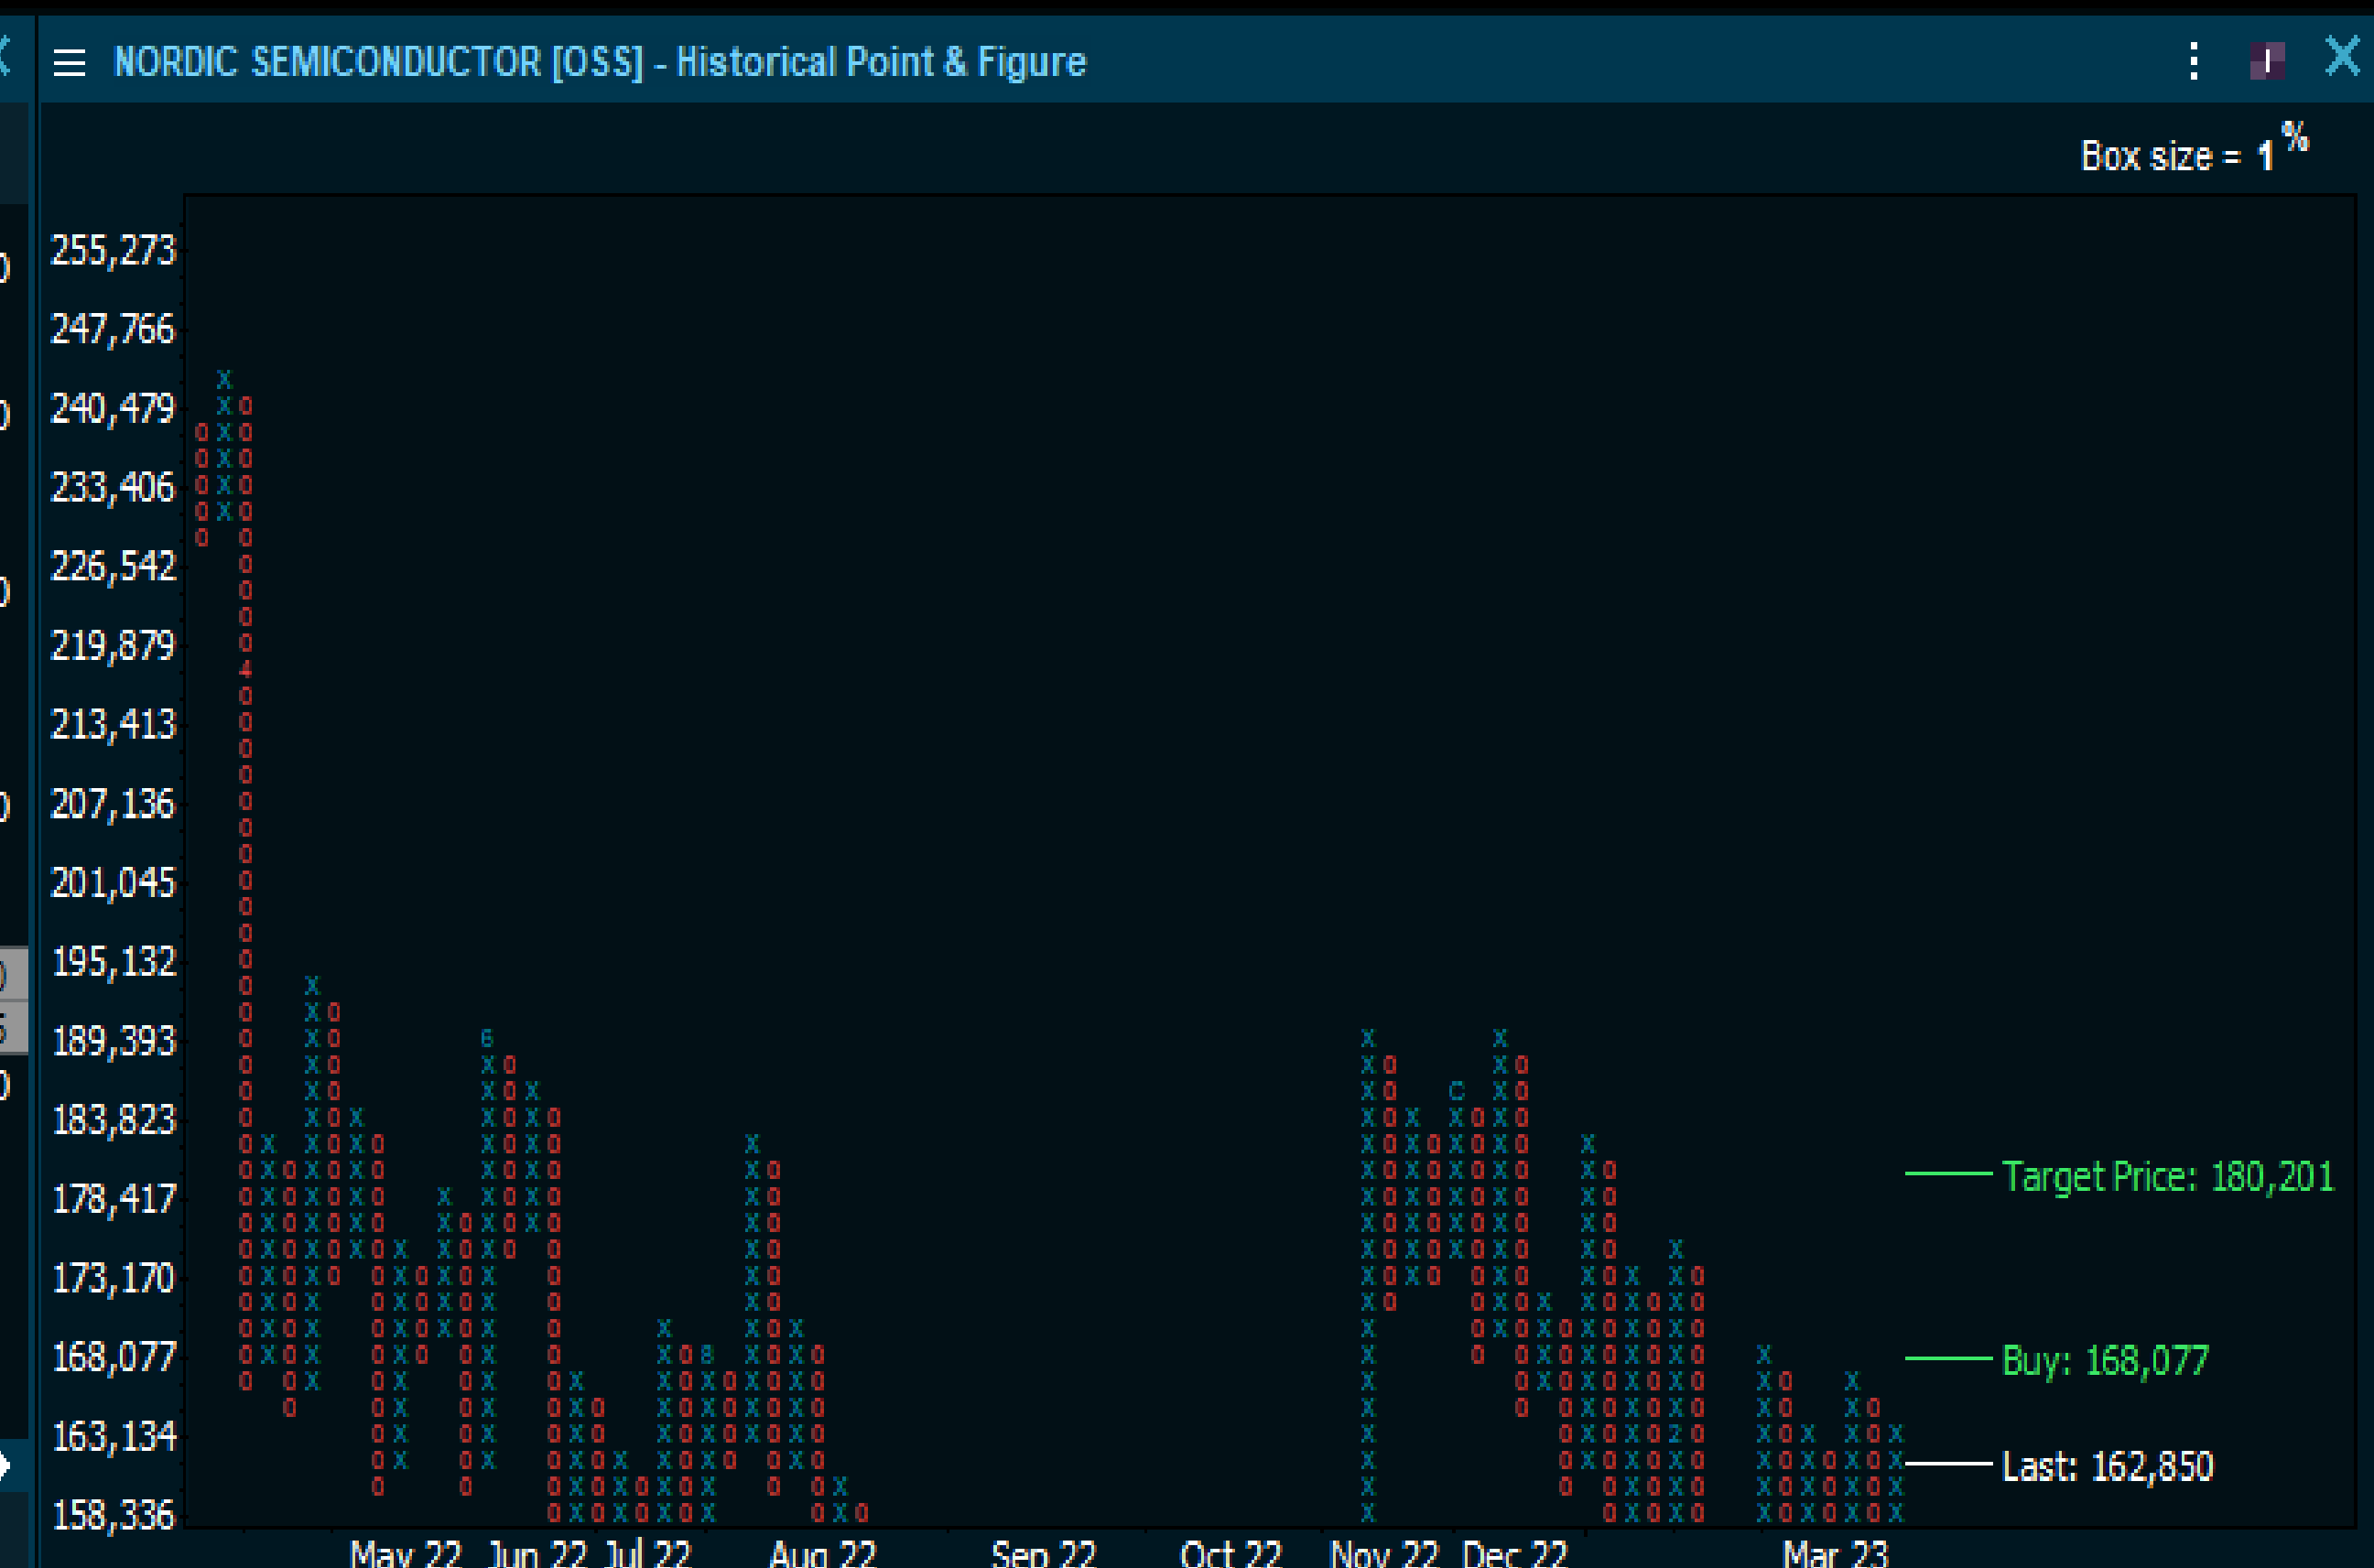 NORDIC SEMICONDUCTOR [OSS] - Historical Point & Figure
Box size = 1 %
255,273
247,766
240,479
233,406
226,542
219,879
213,413
207,136
201,045
195,132
189,393
183,823
178,417
173,170
168,077
163,134
158,336
Target Price: 180,201
Buy: 168,077
Last: 162,850
May 22 Jun 22 Jul 22 Aug 22 Sep 22 Oct 22 Nov 22 Dec 22 Mar 23